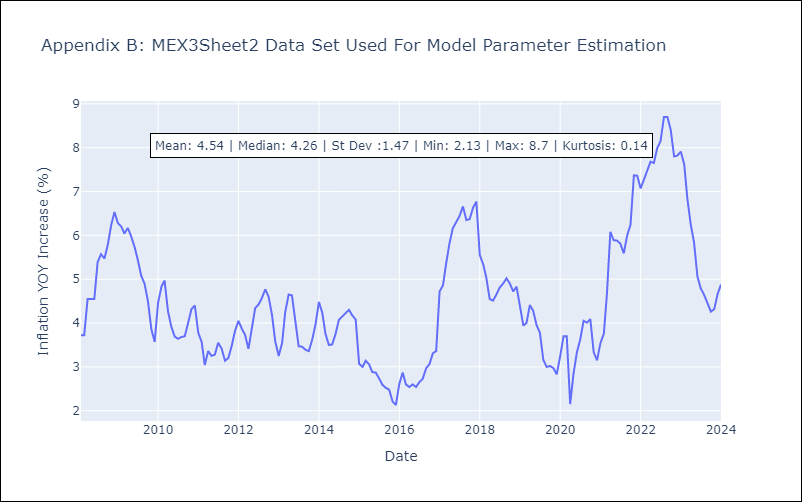 Appendix B: MEX3Sheet2 Data Set Used For Model Parameter Estimation
9
Mean: 4.54 | Median: 4.26 | St Dev :1.47 | Min: 2.13 | Max: 8.7 | Kurtosis: 0.14
8
7
6
5
4
3
2
Inflation YOY Increase (%)
2010 2012 2014 2016 2018 2020 2022 2024
Date